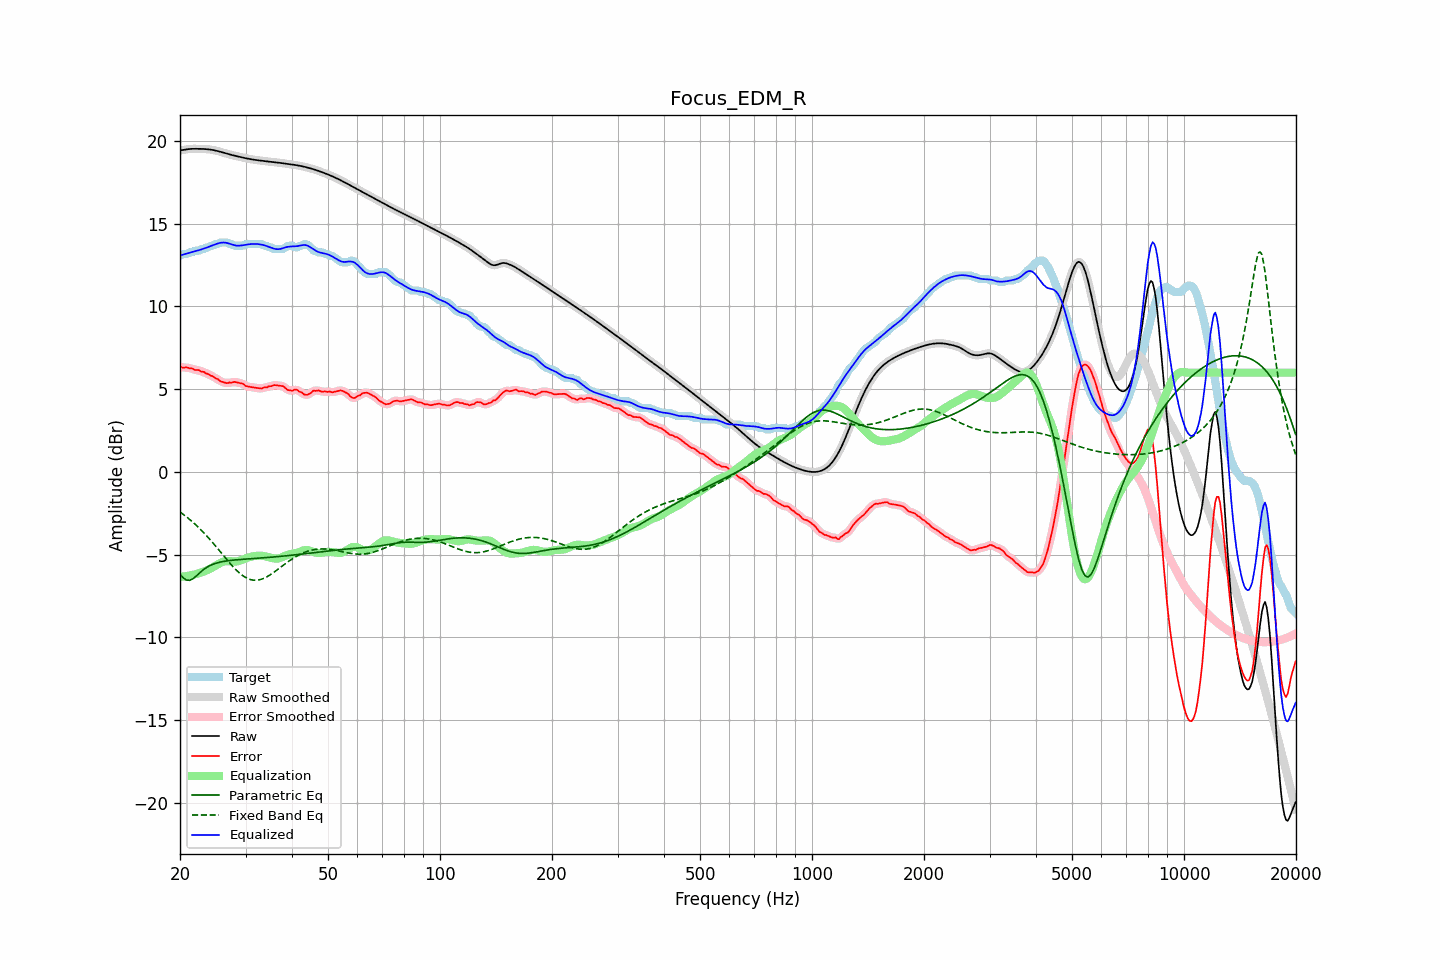 Focus_EDM_R
Amplitude (dBr)
20
15
10
5
0
−5
−10
−15
−20
Target
Raw Smoothed
Error Smoothed
Raw
Error
Equalization
Parametric Eq
Fixed Band Eq
Equalized
20 50 100 200 500 1000 2000 5000 10000 20000
Frequency (Hz)